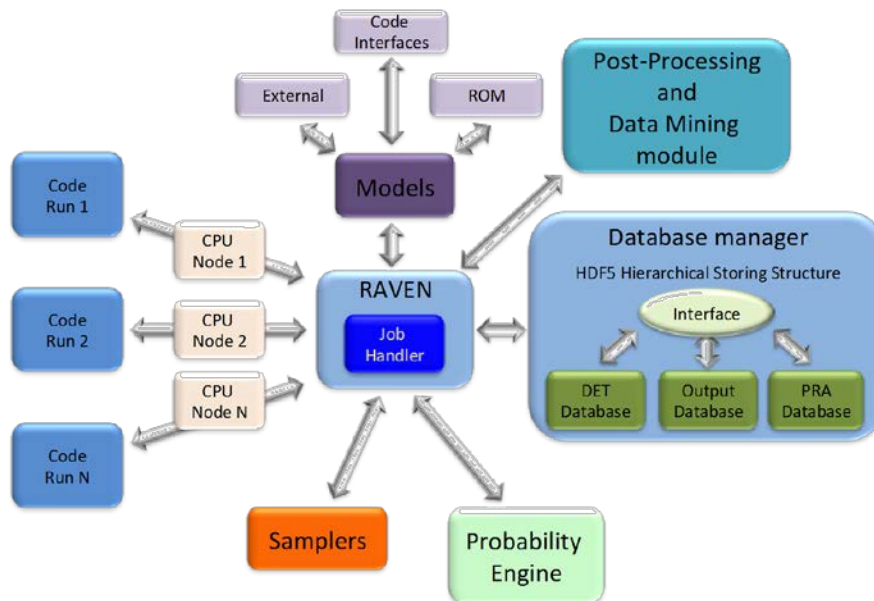 Code
Interfaces
External
ROM
Models
Post-Processing
and
Data Mining
module
Code
Run 1
CPU
Node 1
Code
Run 2
CPU
Node 2
Code
Run N
CPU
Node N
RAVEN
Job
Handler
Database manager
HDF5 Hierarchical Storing Structure
Interface
DET
Database
Output
Database
PRA
Database
Samplers
Probability
Engine